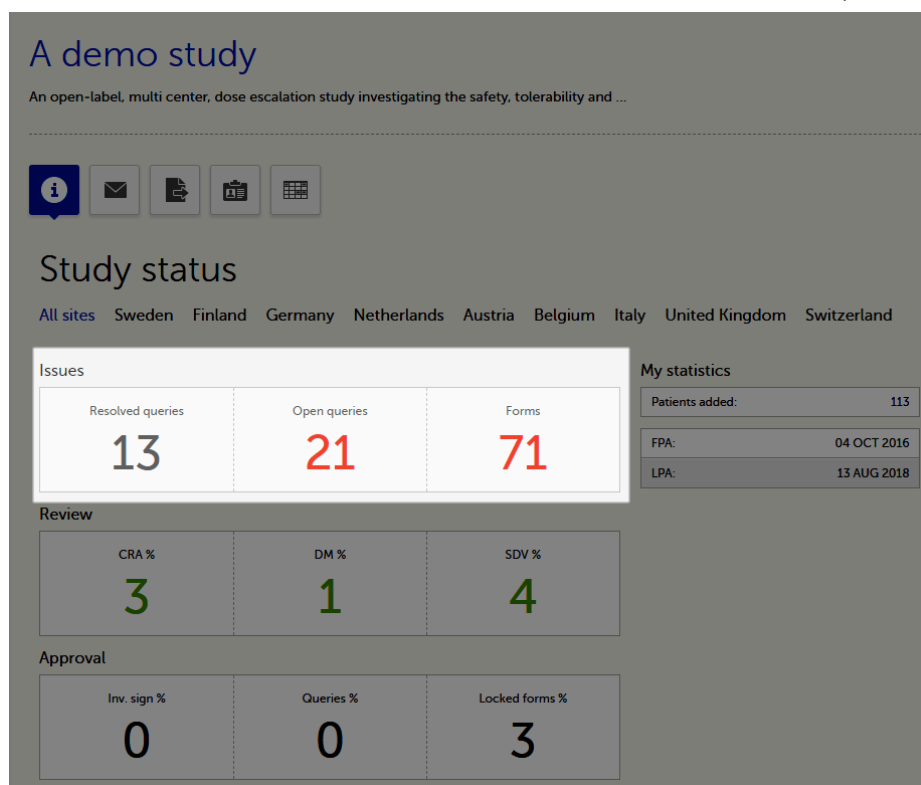 A demo study
An open-label, multi center, dose escalation study investigating the safety, tolerability and ...
Study status
All sites Sweden Finland Germany Netherlands Austria Belgium Italy United Kingdom Switzerland
Issues
Resolved queries Open queries Forms
13 21 71
My statistics
Patients added: 113
FPA: 04 OCT 2016
LPA: 13 AUG 2018
Review
CRA % DM % SDV %
3 1 4
Approval
Inv. sign % Queries % Locked forms %
0 0 3